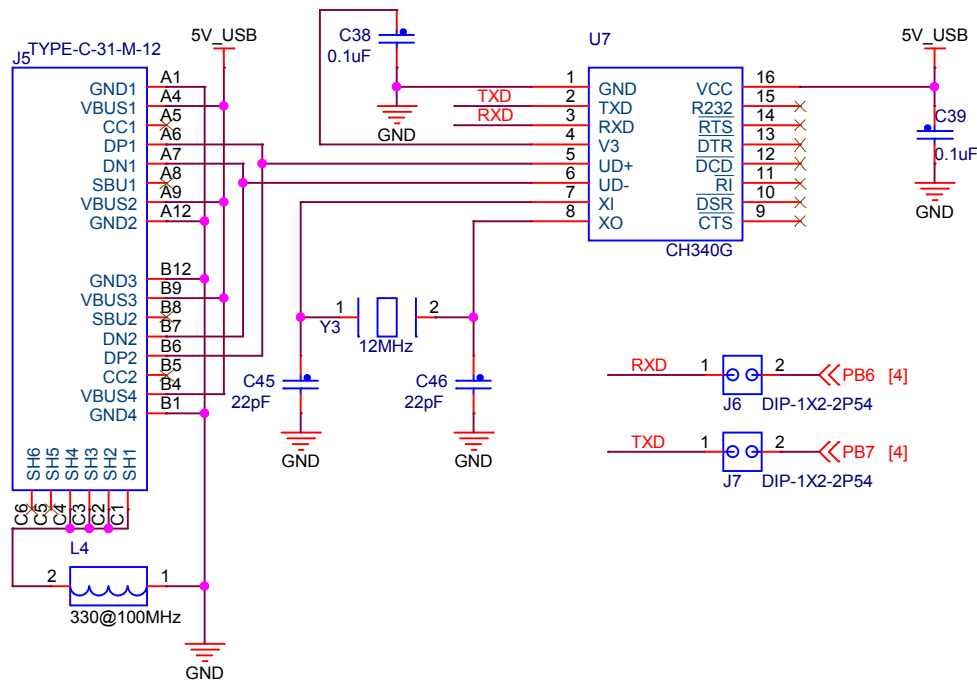 TYPE-C-31-M-12
J5
GND1 A1
VBUS1 A4
CC1 A5
DP1 A6
DN1 A7
SBU1 A8
VBUS2 A9
GND2 A12
GND3 B12
VBUS3 B9
SBU2 B8
DN2 B7
DP2 B6
CC2 B5
VBUS4 B4
GND4 B1
SH6 SH5 SH4 SH3 SH2 SH1
C6 C5 C4 C3 C2 C1
L4
2 1
330@100MHz
GND
5V_USB
C38
0.1uF
GND
TXD
RXD
U7
1 GND VCC 16
2 TXD R232 15
3 RXD RTS 14
4 V3 DTR 13
5 UD+ DCD 12
6 UD- RI 11
7 XI DSR 10
8 XO CTS 9
CH340G
5V_USB
C39
0.1uF
GND
1 2
Y3
12MHz
C45
22pF
GND
C46
22pF
GND
RXD 1 2 PB6 [4]
J6 DIP-1X2-2P54
TXD 1 2 PB7 [4]
J7 DIP-1X2-2P54